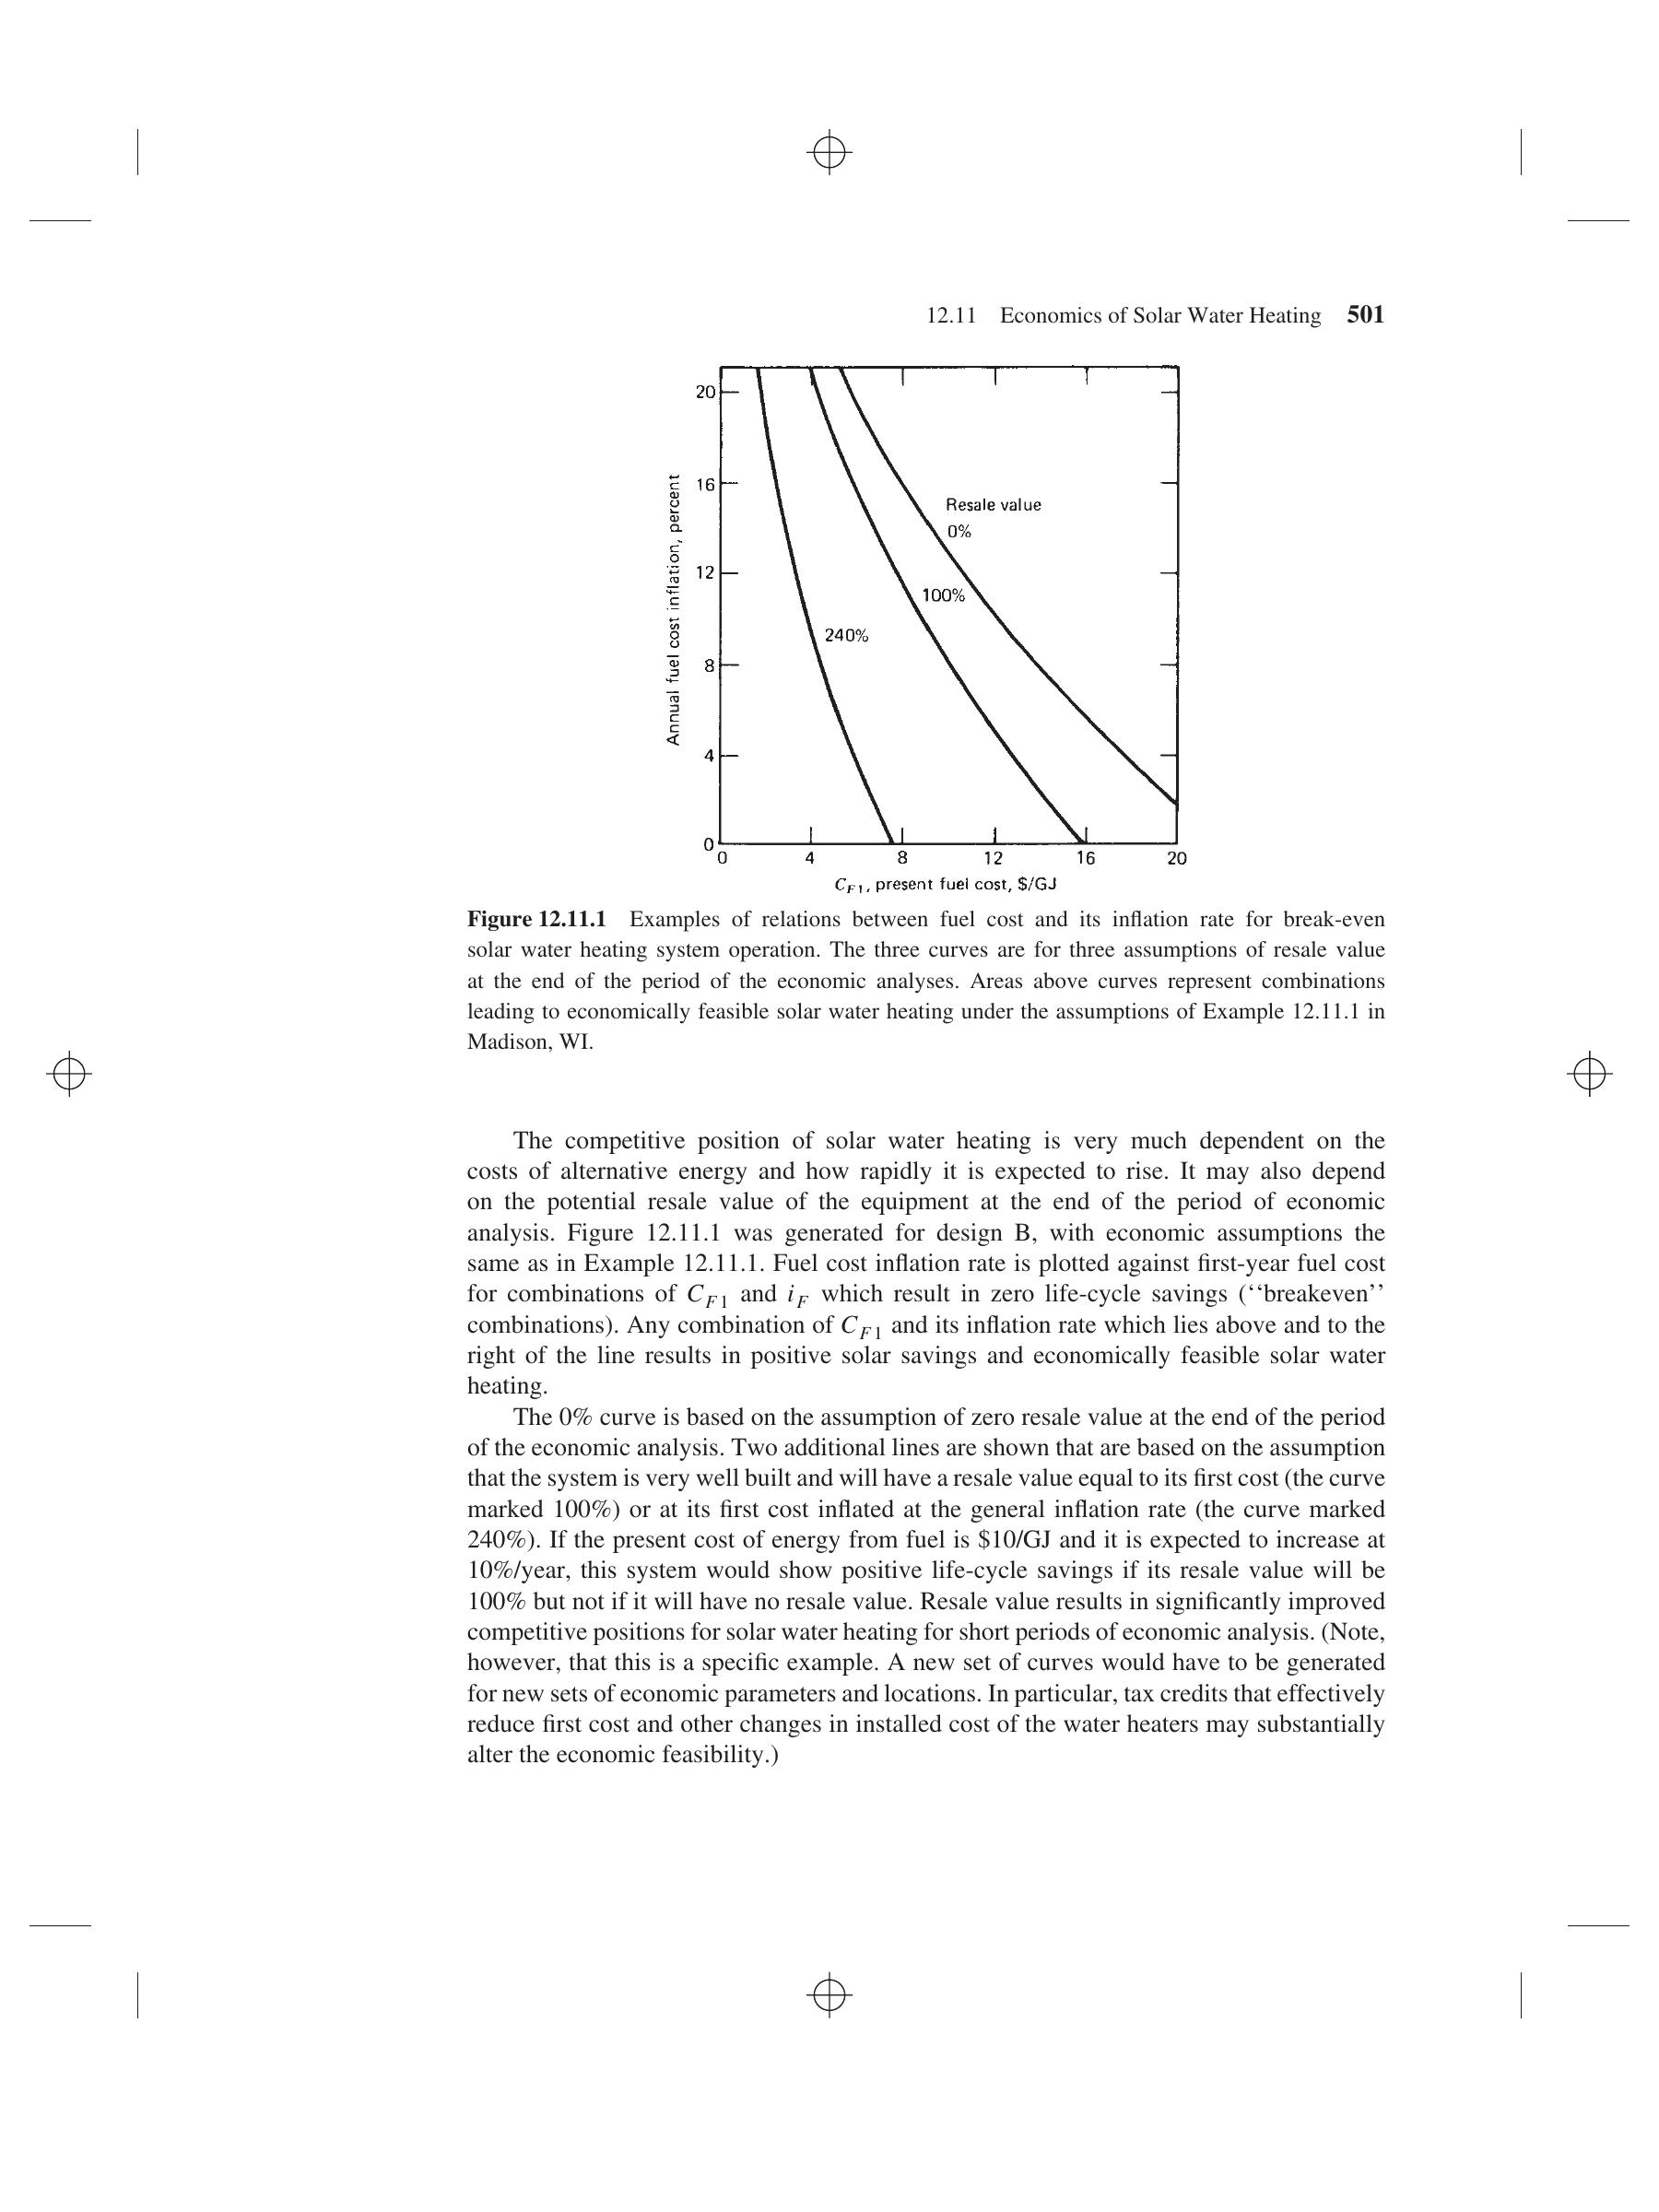 12.11 Economics of Solar Water Heating 501
20
16
12
8
4
0
Annual fuel cost inflation, percent
Resale value
0%
100%
240%
0 4 8 12 16 20
C_F1, present fuel cost, $/GJ
Figure 12.11.1 Examples of relations between fuel cost and its inflation rate for break-even
solar water heating system operation. The three curves are for three assumptions of resale value
at the end of the period of the economic analyses. Areas above curves represent combinations
leading to economically feasible solar water heating under the assumptions of Example 12.11.1 in
Madison, WI.
The competitive position of solar water heating is very much dependent on the
costs of alternative energy and how rapidly it is expected to rise. It may also depend
on the potential resale value of the equipment at the end of the period of economic
analysis. Figure 12.11.1 was generated for design B, with economic assumptions the
same as in Example 12.11.1. Fuel cost inflation rate is plotted against first-year fuel cost
for combinations of C_F1 and i_F which result in zero life-cycle savings (‘‘breakeven’’
combinations). Any combination of C_F1 and its inflation rate which lies above and to the
right of the line results in positive solar savings and economically feasible solar water
heating.
The 0% curve is based on the assumption of zero resale value at the end of the period
of the economic analysis. Two additional lines are shown that are based on the assumption
that the system is very well built and will have a resale value equal to its first cost (the curve
marked 100%) or at its first cost inflated at the general inflation rate (the curve marked
240%). If the present cost of energy from fuel is $10/GJ and it is expected to increase at
10%/year, this system would show positive life-cycle savings if its resale value will be
100% but not if it will have no resale value. Resale value results in significantly improved
competitive positions for solar water heating for short periods of economic analysis. (Note,
however, that this is a specific example. A new set of curves would have to be generated
for new sets of economic parameters and locations. In particular, tax credits that effectively
reduce first cost and other changes in installed cost of the water heaters may substantially
alter the economic feasibility.)